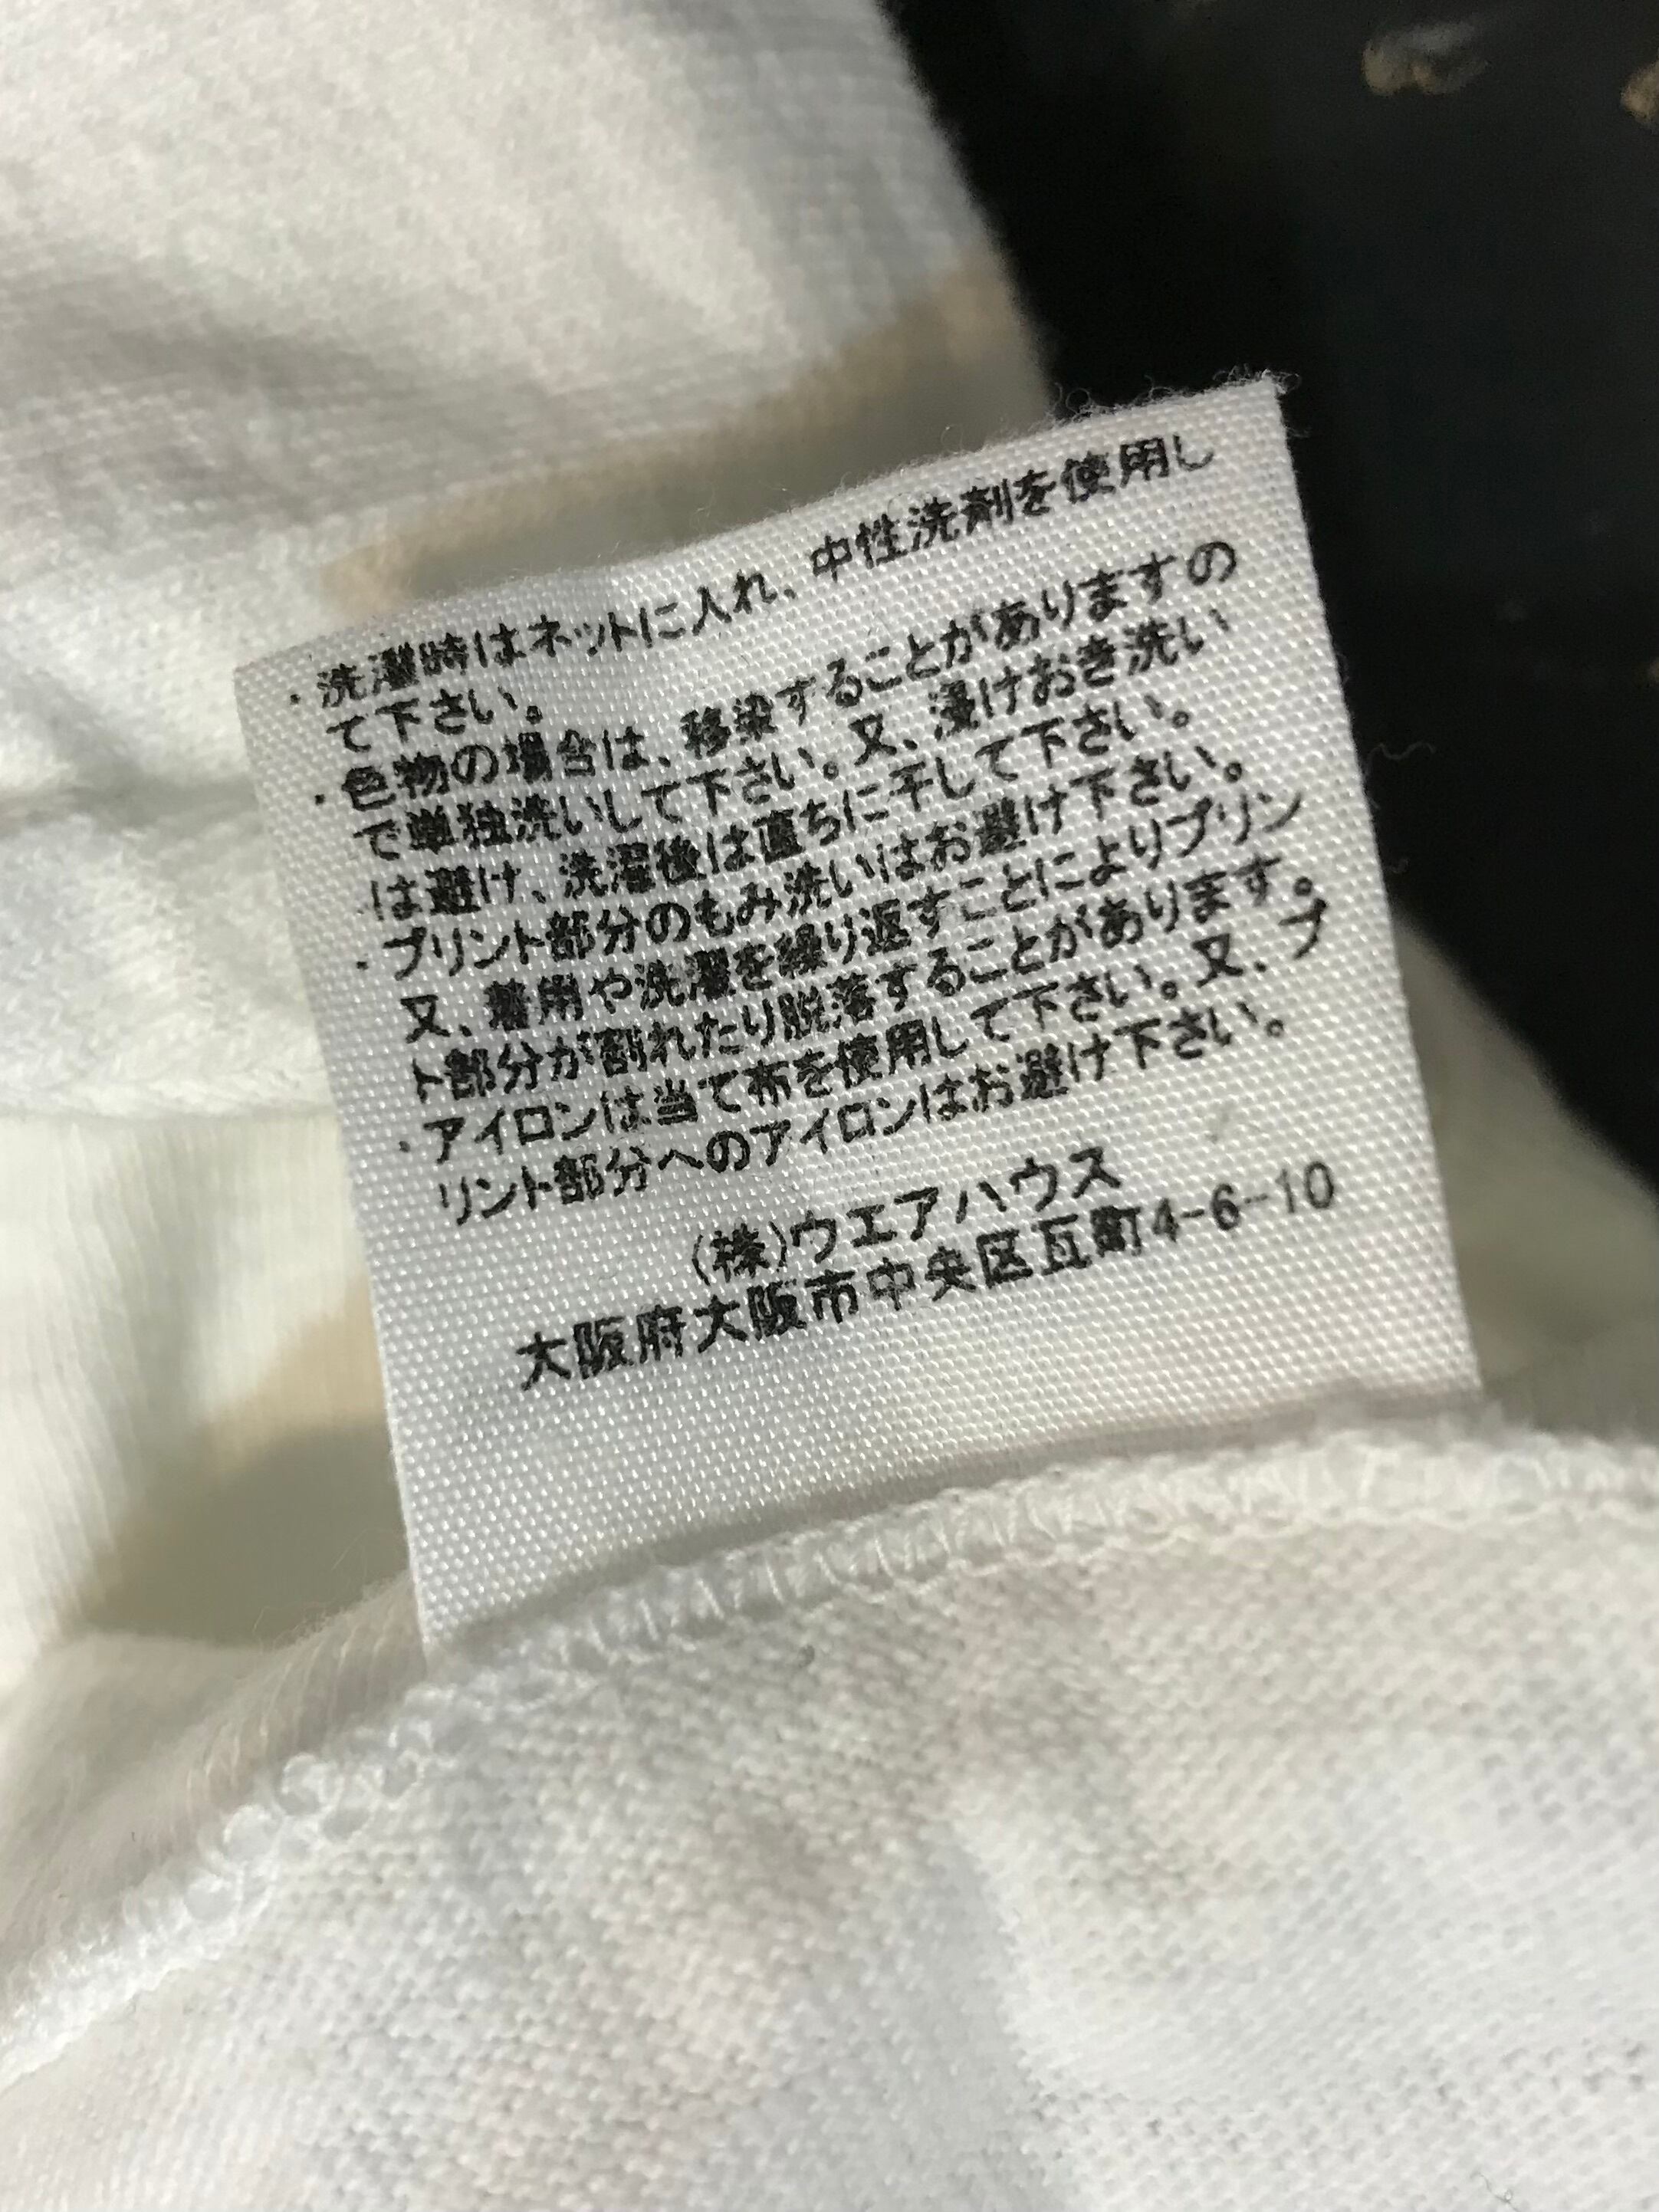 ・洗濯時はネットに入れ、中性洗剤を使用し
て下さい。
・色物の場合は、移染することがありますの
で単独洗いして下さい。又、浸けおき洗い
は避け、洗濯後は直ちに干して下さい。
・プリント部分のもみ洗いはお避け下さい。
又、着用や洗濯を繰り返すことによりプリン
ト部分が割れたり脱落することがあります。
・アイロンは当て布を使用して下さい。又、プ
リント部分へのアイロンはお避け下さい。
(株)ウエアハウス
大阪府大阪市中央区瓦町4-6-10